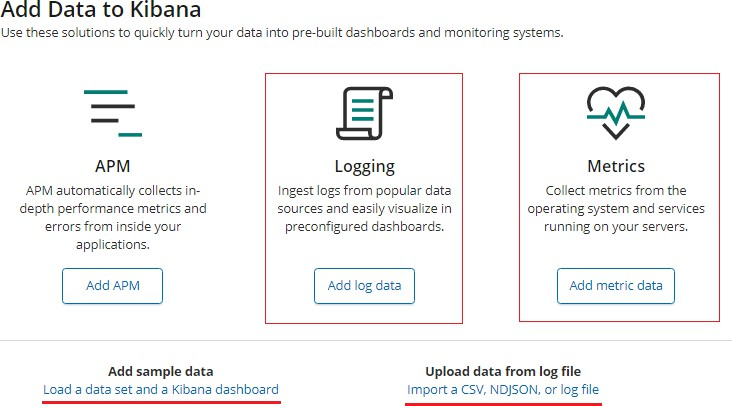 Add Data to Kibana
Use these solutions to quickly turn your data into pre-built dashboards and monitoring systems.
APM
APM automatically collects in-
depth performance metrics and
errors from inside your
applications.
Add APM
Logging
Ingest logs from popular data
sources and easily visualize in
preconfigured dashboards.
Add log data
Metrics
Collect metrics from the
operating system and services
running on your servers.
Add metric data
Add sample data
Load a data set and a Kibana dashboard
Upload data from log file
Import a CSV, NDJSON, or log file